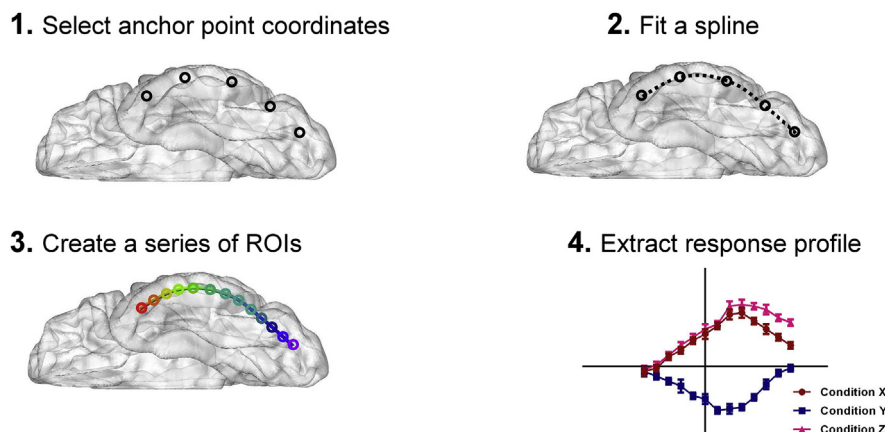 1. Select anchor point coordinates
2. Fit a spline
3. Create a series of ROIs
4. Extract response profile
Condition X
Condition Y
Condition Z